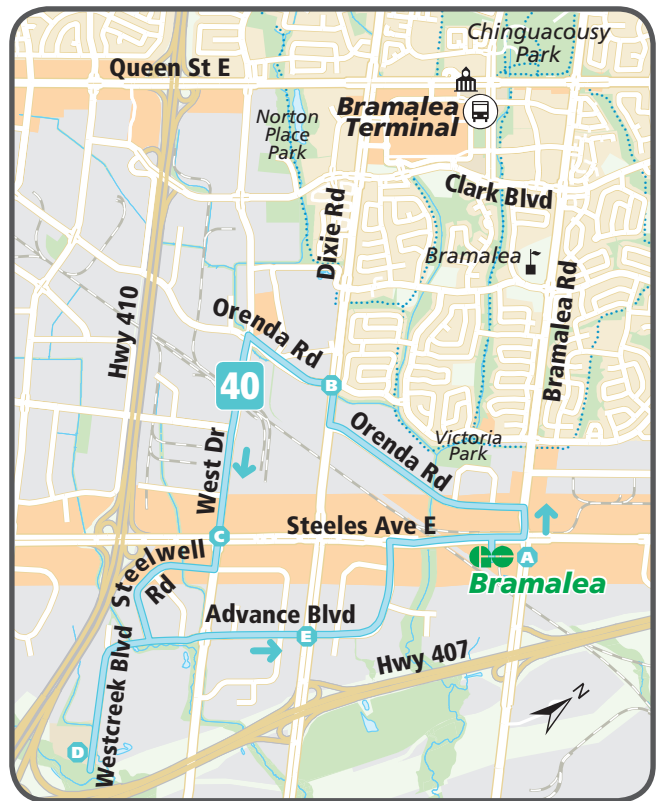 Chinguacousy
Park
Queen St E
Bramalea
Terminal
Norton
Place
Park
Clark Blvd
Dixie Rd
Bramalea
Hwy 410
Bramalea Rd
Orenda Rd
40
B
Orenda Rd
Victoria
Park
West Dr
Steeles Ave E
C
GO
A
Bramalea
Steelwell
Rd
Advance Blvd
E
Hwy 407
Westcreek Blvd
D
N